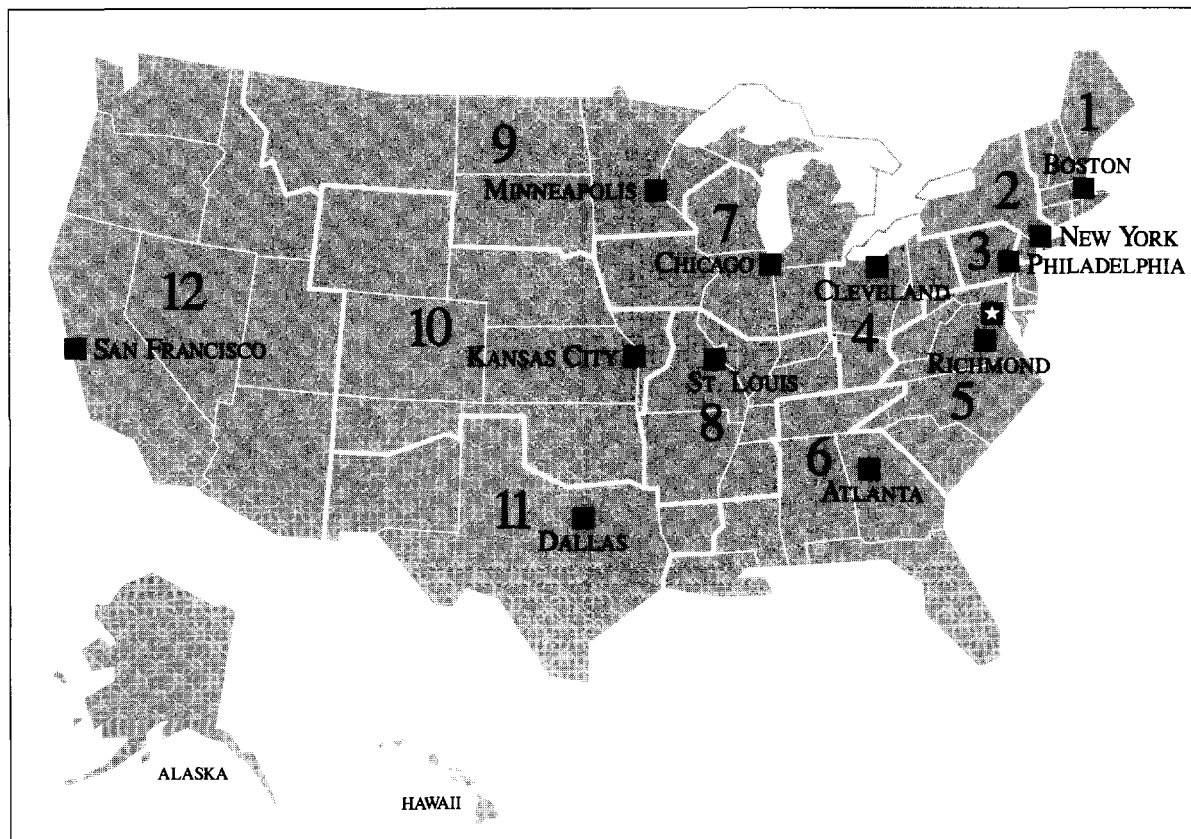 1
BOSTON
9
2
MINNEAPOLIS
7
NEW YORK
3
PHILADELPHIA
CHICAGO
CLEVELAND
12
10
4
SAN FRANCISCO
KANSAS CITY
ST. LOUIS
RICHMOND
5
8
6
ATLANTA
11
DALLAS
ALASKA
HAWAII